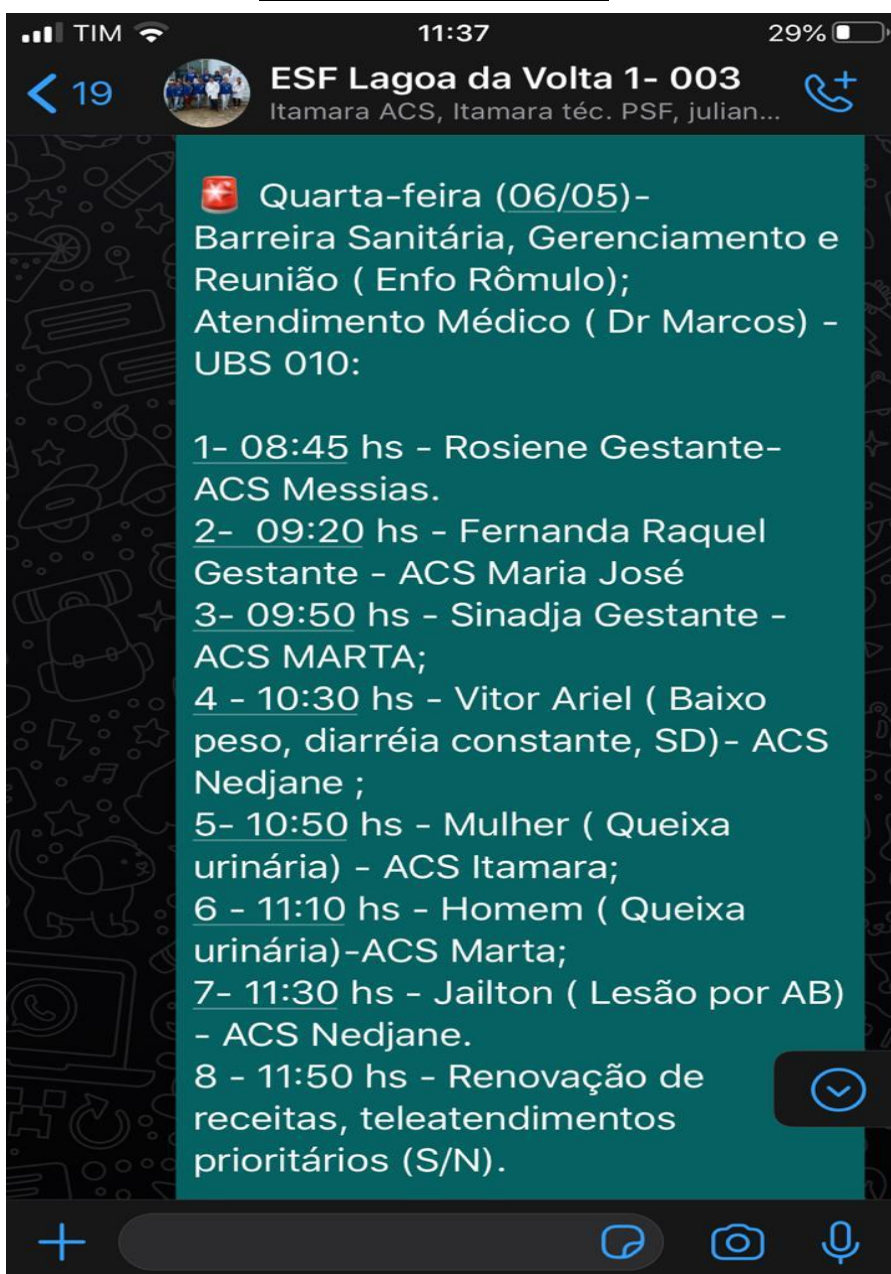 TIM
11:37
29%
19
ESF Lagoa da Volta 1- 003
Itamara ACS, Itamara téc. PSF, julian...
Quarta-feira (06/05)-
Barreira Sanitária, Gerenciamento e
Reunião ( Enfo Rômulo);
Atendimento Médico ( Dr Marcos) -
UBS 010:
1- 08:45 hs - Rosiene Gestante-
ACS Messias.
2-  09:20 hs - Fernanda Raquel
Gestante - ACS Maria José
3- 09:50 hs - Sinadja Gestante -
ACS MARTA;
4 - 10:30 hs - Vitor Ariel ( Baixo
peso, diarréia constante, SD)- ACS
Nedjane ;
5- 10:50 hs - Mulher ( Queixa
urinária) - ACS Itamara;
6 - 11:10 hs - Homem ( Queixa
urinária)-ACS Marta;
7- 11:30 hs - Jailton ( Lesão por AB)
- ACS Nedjane.
8 - 11:50 hs - Renovação de
receitas, teleatendimentos
prioritários (S/N).